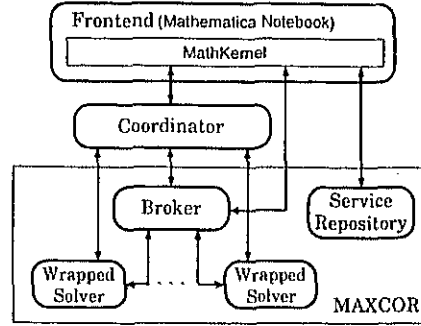 Frontend (Mathematica Notebook)
MathKernel
Coordinator
Broker
Service
Repository
Wrapped
Solver
. . .
Wrapped
Solver
MAXCOR